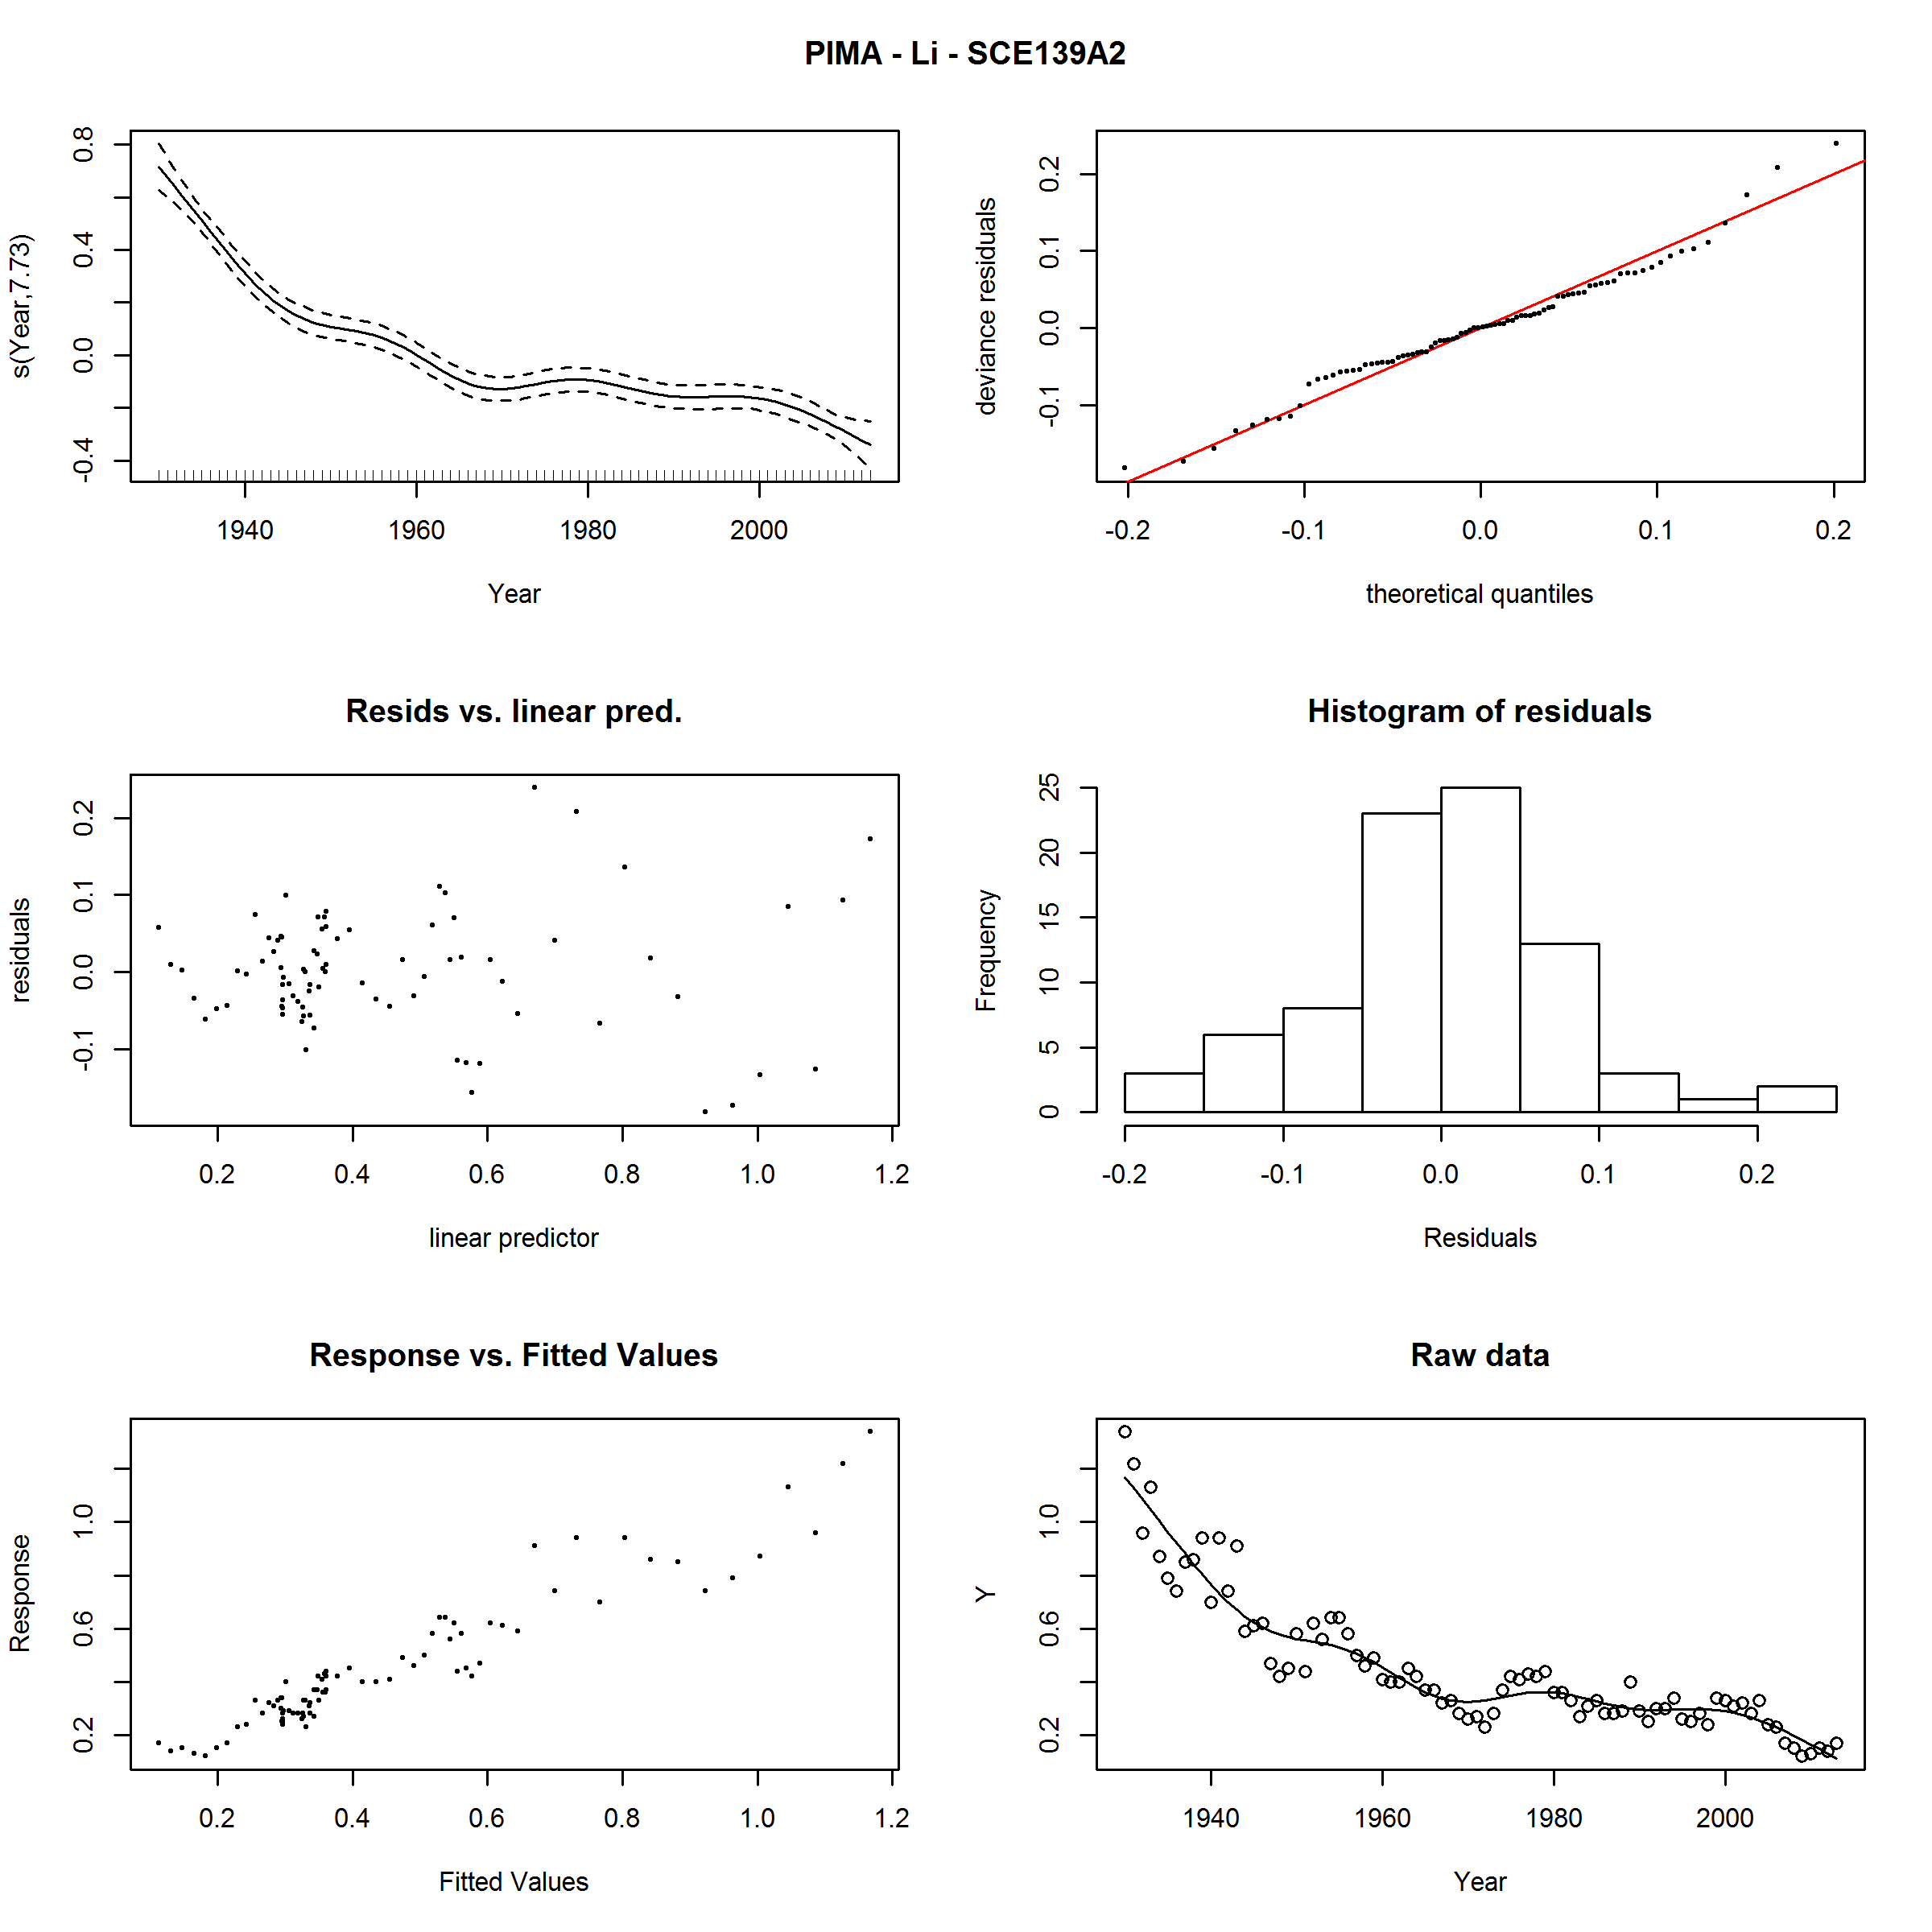 PIMA - Li - SCE139A2
s(Year,7.73)
0.8
0.4
0.0
-0.4
1940 1960 1980 2000
Year
deviance residuals
0.2
0.1
0.0
-0.1
-0.2 -0.1 0.0 0.1 0.2
theoretical quantiles
Resids vs. linear pred.
residuals
0.2
0.1
0.0
-0.1
0.2 0.4 0.6 0.8 1.0 1.2
linear predictor
Histogram of residuals
Frequency
25
20
15
10
5
0
-0.2 -0.1 0.0 0.1 0.2
Residuals
Response vs. Fitted Values
Response
1.0
0.6
0.2
0.2 0.4 0.6 0.8 1.0 1.2
Fitted Values
Raw data
Y
1.0
0.6
0.2
1940 1960 1980 2000
Year